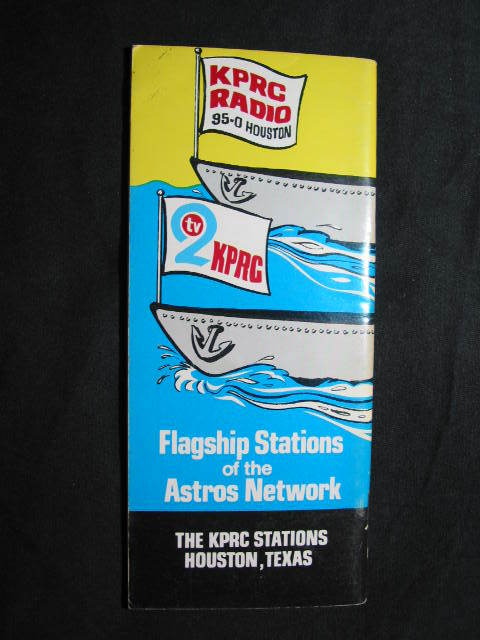 KPRC
RADIO
95-0 HOUSTON
tv
2
KPRC
Flagship Stations
of the
Astros Network
THE KPRC STATIONS
HOUSTON, TEXAS